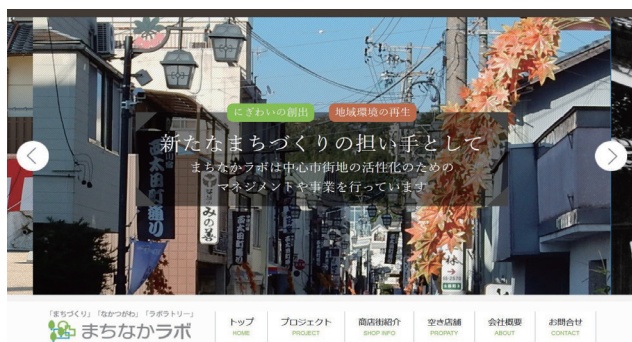 にぎわいの創出
地域環境の再生
新たなまちづくりの担い手として
まちなかラボは中心市街地の活性化のための
マネジメントや事業を行っています
みの善
「まちづくり」「なかつがわ」「ラボラトリー」
まちなかラボ
トップ
HOME
プロジェクト
PROJECT
商店街紹介
SHOP INFO
空き店舗
PROPATY
会社概要
ABOUT
お問合せ
CONTACT